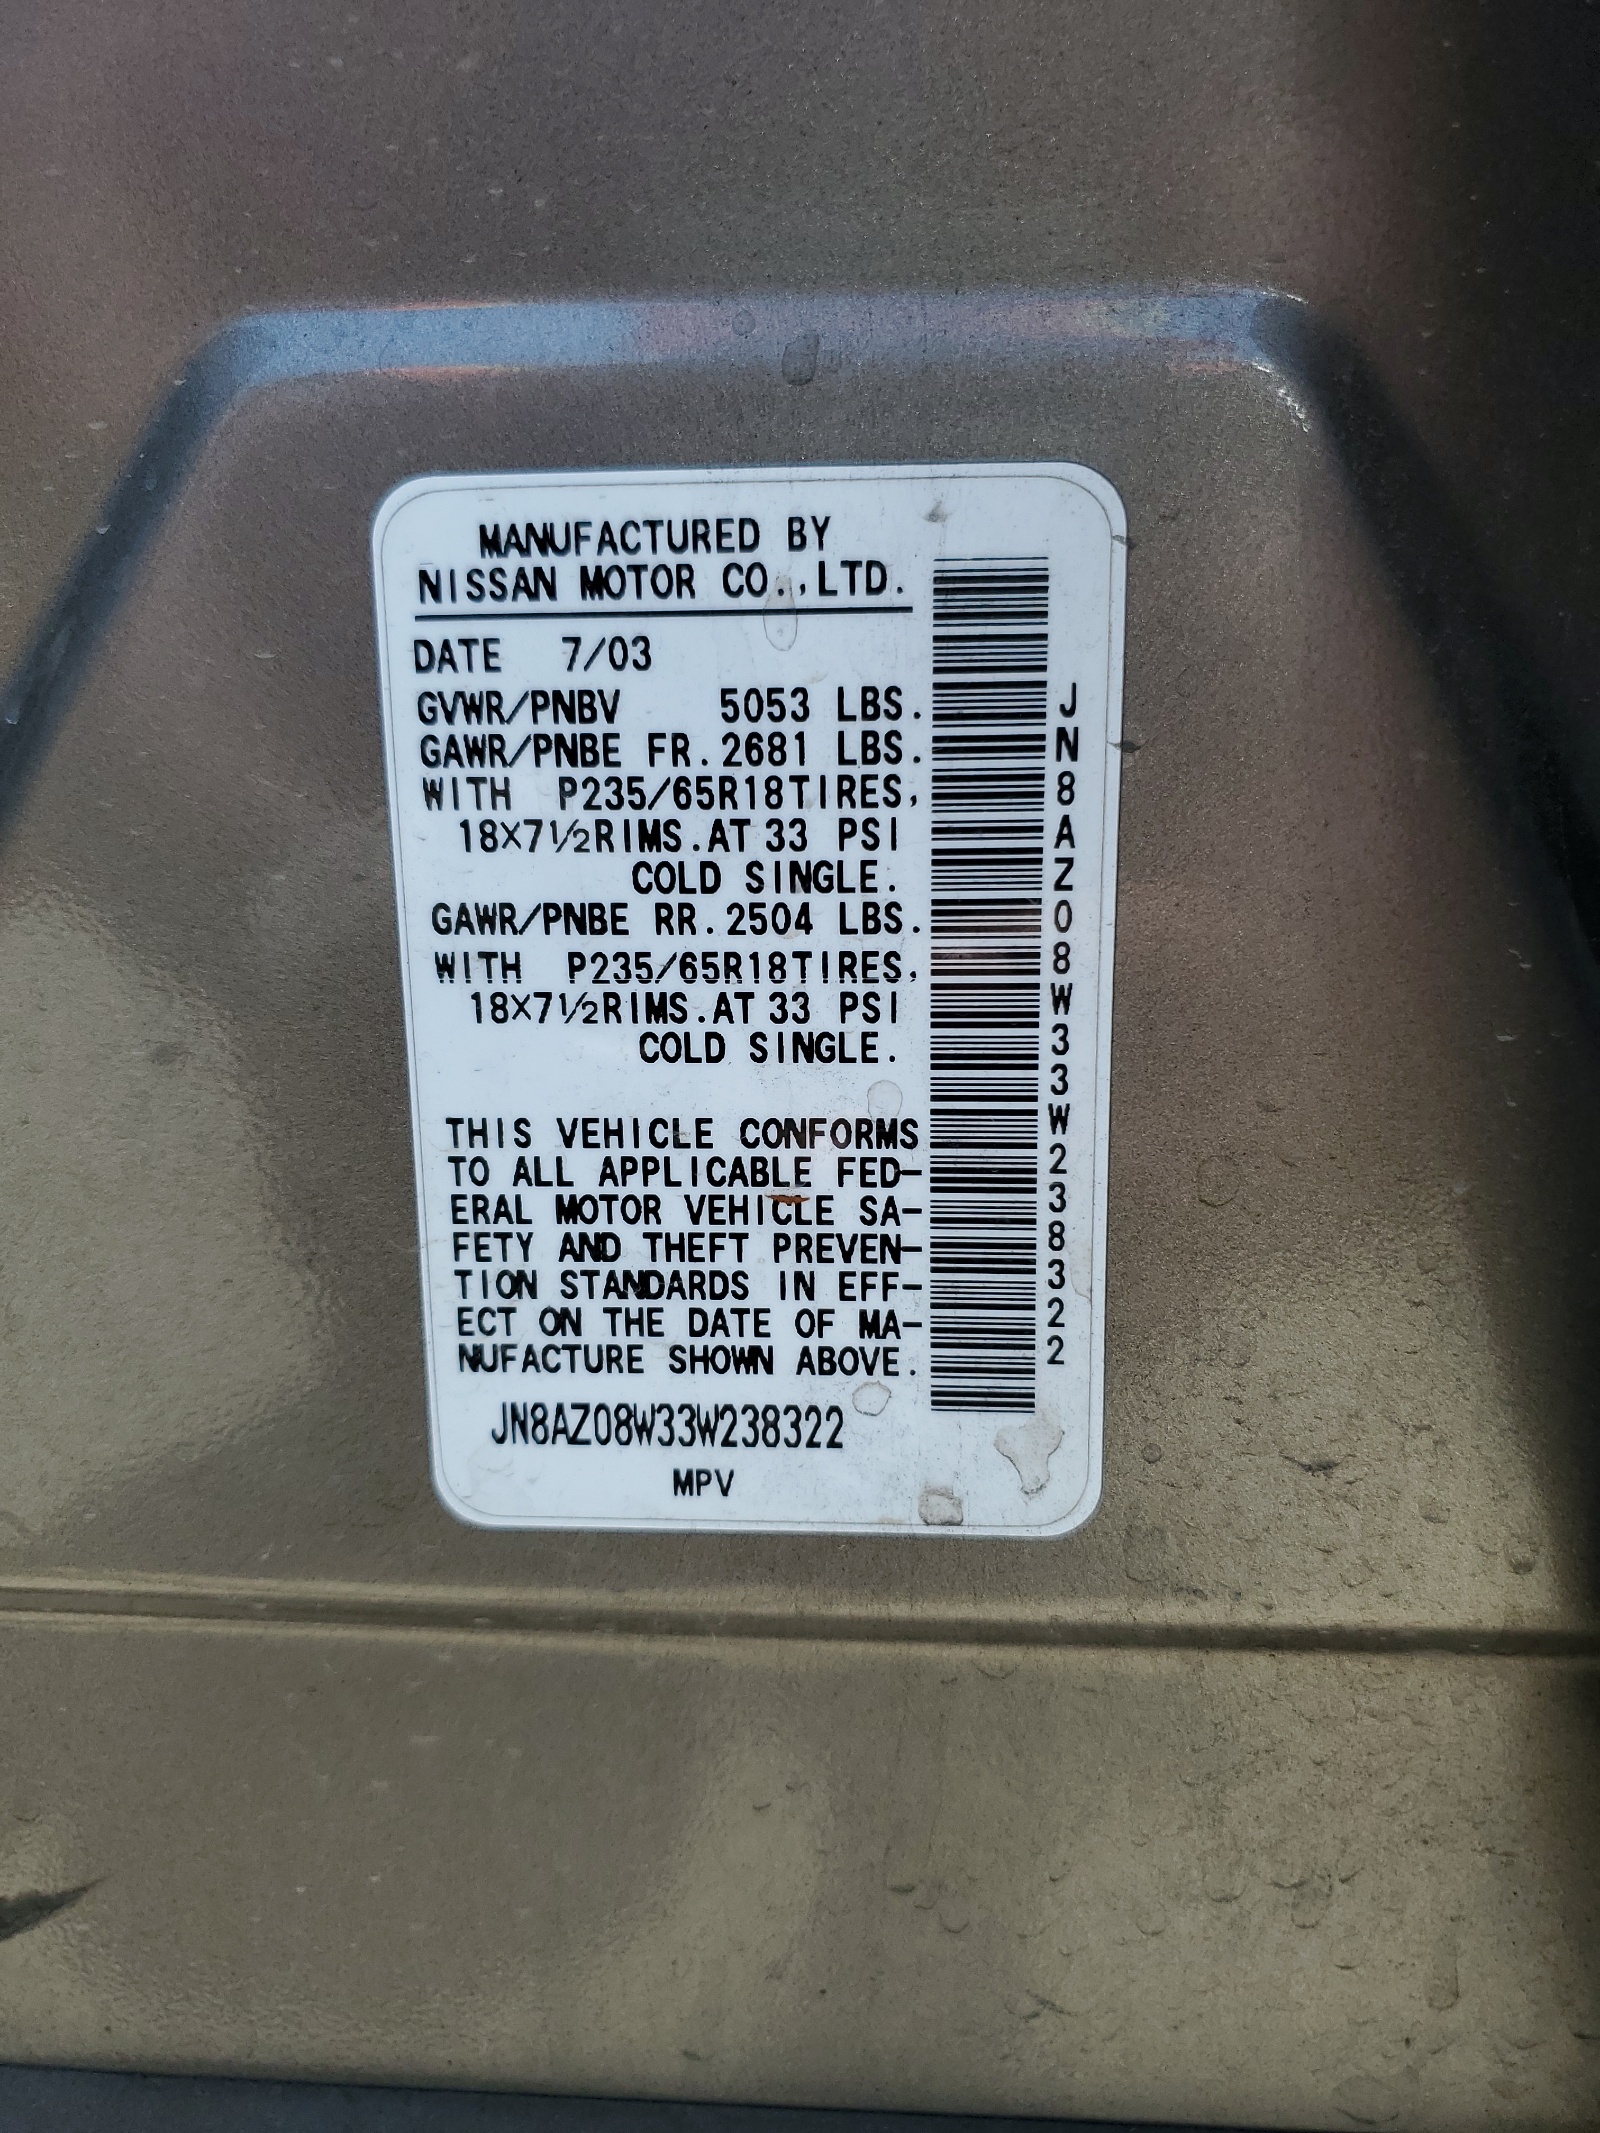 MANUFACTURED BY
NISSAN MOTOR CO.,LTD.
DATE 7/03
GVWR/PNBV 5053 LBS.
GAWR/PNBE FR. 2681 LBS.
WITH P235/65R18TIRES,
18X7½RIMS.AT 33 PSI
COLD SINGLE.
GAWR/PNBE RR. 2504 LBS.
WITH P235/65R18TIRES,
18X7½RIMS.AT 33 PSI
COLD SINGLE.
THIS VEHICLE CONFORMS
TO ALL APPLICABLE FED-
ERAL MOTOR VEHICLE SA-
FETY AND THEFT PREVEN-
TION STANDARDS IN EFF-
ECT ON THE DATE OF MA-
NUFACTURE SHOWN ABOVE.
JN8AZ08W33W238322
MPV
JN8AZ08W33W238322